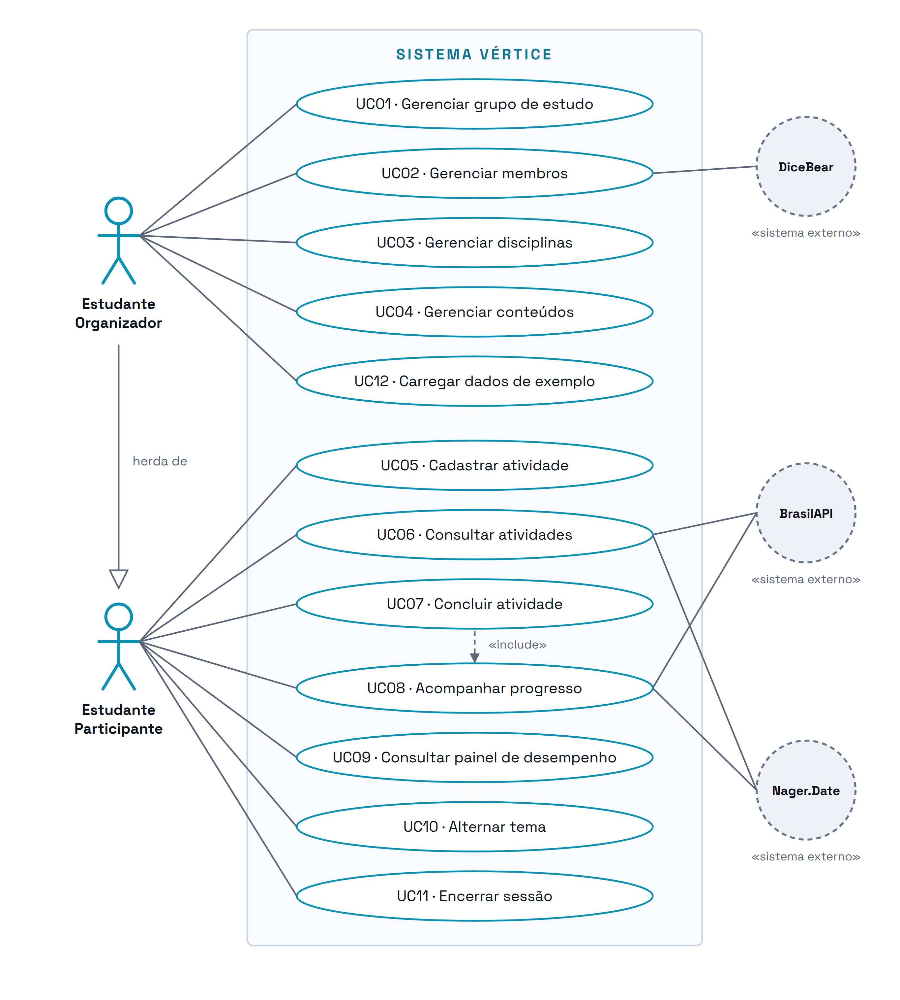 SISTEMA VÉRTICE
UC01 · Gerenciar grupo de estudo
UC02 · Gerenciar membros
DiceBear
«sistema externo»
UC03 · Gerenciar disciplinas
Estudante
Organizador
UC04 · Gerenciar conteúdos
UC12 · Carregar dados de exemplo
herda de
UC05 · Cadastrar atividade
UC06 · Consultar atividades
BrasilAPI
«sistema externo»
UC07 · Concluir atividade
«include»
UC08 · Acompanhar progresso
Estudante
Participante
UC09 · Consultar painel de desempenho
Nager.Date
«sistema externo»
UC10 · Alternar tema
UC11 · Encerrar sessão